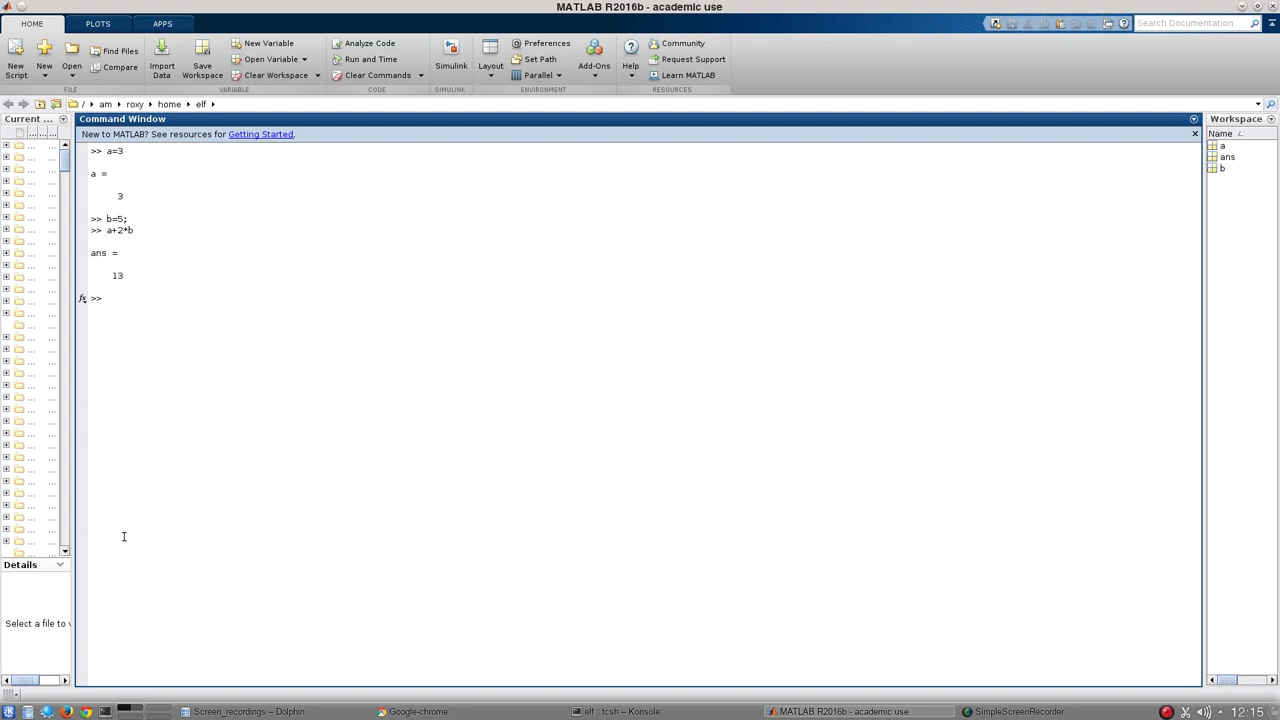 MATLAB R2016b - academic use
HOME PLOTS APPS
Search Documentation
New Script
New
Open
Find Files
Compare
FILE
Import Data
Save Workspace
New Variable
Open Variable
Clear Workspace
VARIABLE
Analyze Code
Run and Time
Clear Commands
CODE
Simulink
SIMULINK
Layout
Preferences
Set Path
Parallel
Add-Ons
ENVIRONMENT
Help
Community
Request Support
Learn MATLAB
RESOURCES
/ am roxy home elf
Current ...
Command Window
New to MATLAB? See resources for Getting Started.
>> a=3
a =
3
>> b=5;
>> a+2*b
ans =
13
fx >>
Workspace
Name
a
ans
b
Details
Select a file to
Screen_recordings – Dolphin
Google-chrome
elf : tcsh – Konsole
MATLAB R2016b - academic use
SimpleScreenRecorder
12:15